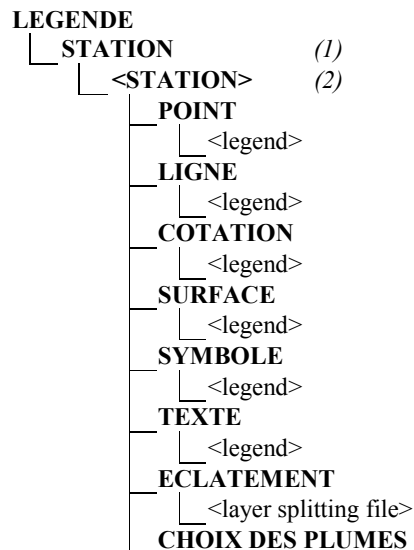 LEGENDE
STATION (1)
<STATION> (2)
POINT
<legend>
LIGNE
<legend>
COTATION
<legend>
SURFACE
<legend>
SYMBOLE
<legend>
TEXTE
<legend>
ECLATEMENT
<layer splitting file>
CHOIX DES PLUMES